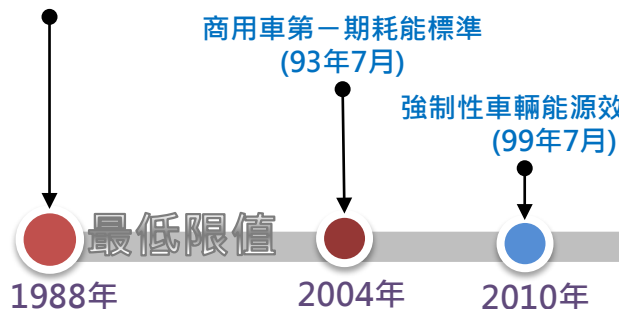 商用車第一期耗能標準
(93年7月)
強制性車輛能源效
(99年7月)
最低限值
1988年
2004年
2010年